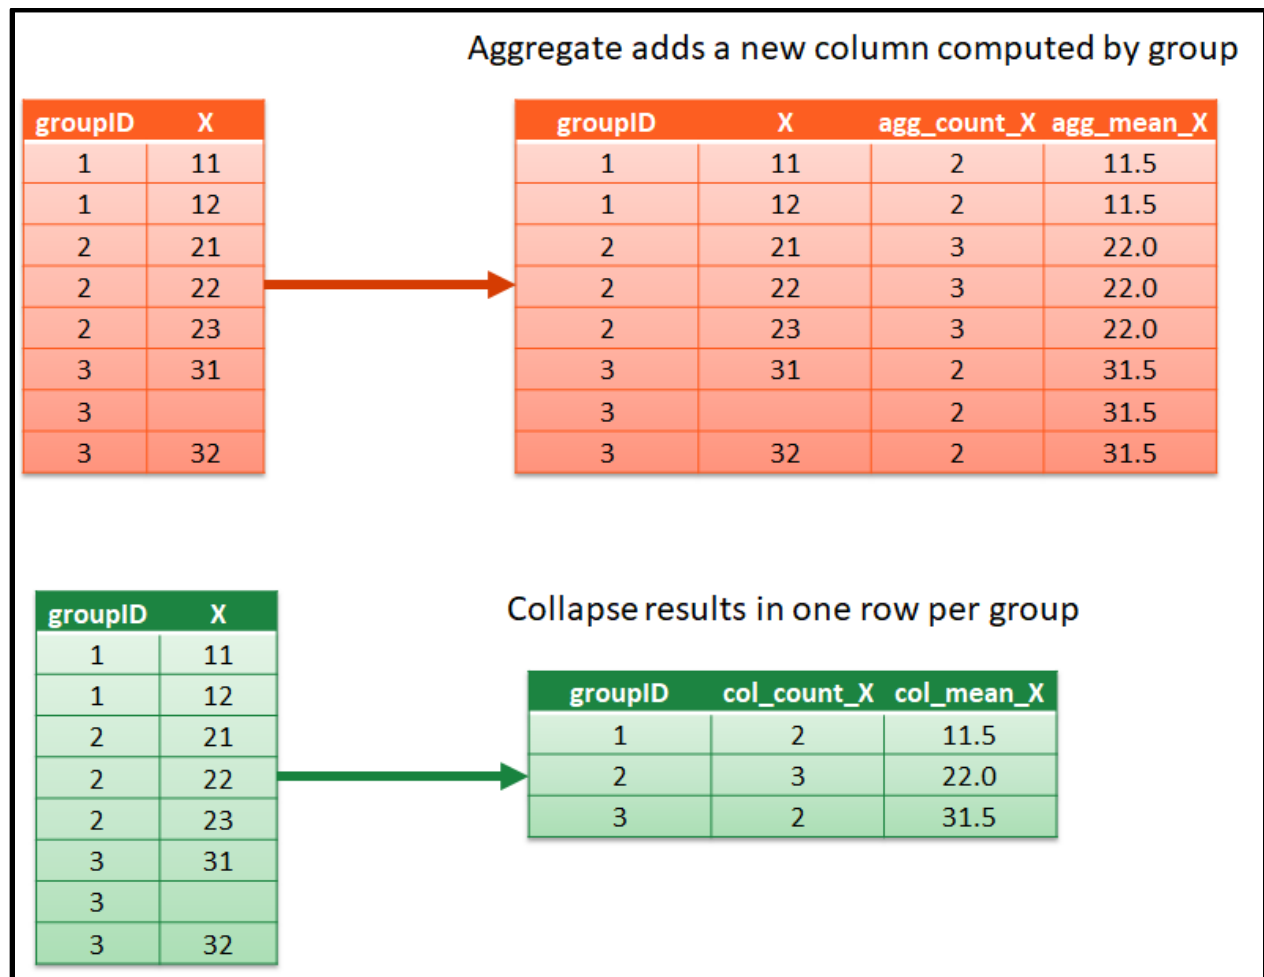 Aggregate adds a new column computed by group
groupID X
1 11
1 12
2 21
2 22
2 23
3 31
3
3 32
groupID X agg_count_X agg_mean_X
1 11 2 11.5
1 12 2 11.5
2 21 3 22.0
2 22 3 22.0
2 23 3 22.0
3 31 2 31.5
3 2 31.5
3 32 2 31.5
Collapse results in one row per group
groupID X
1 11
1 12
2 21
2 22
2 23
3 31
3
3 32
groupID col_count_X col_mean_X
1 2 11.5
2 3 22.0
3 2 31.5